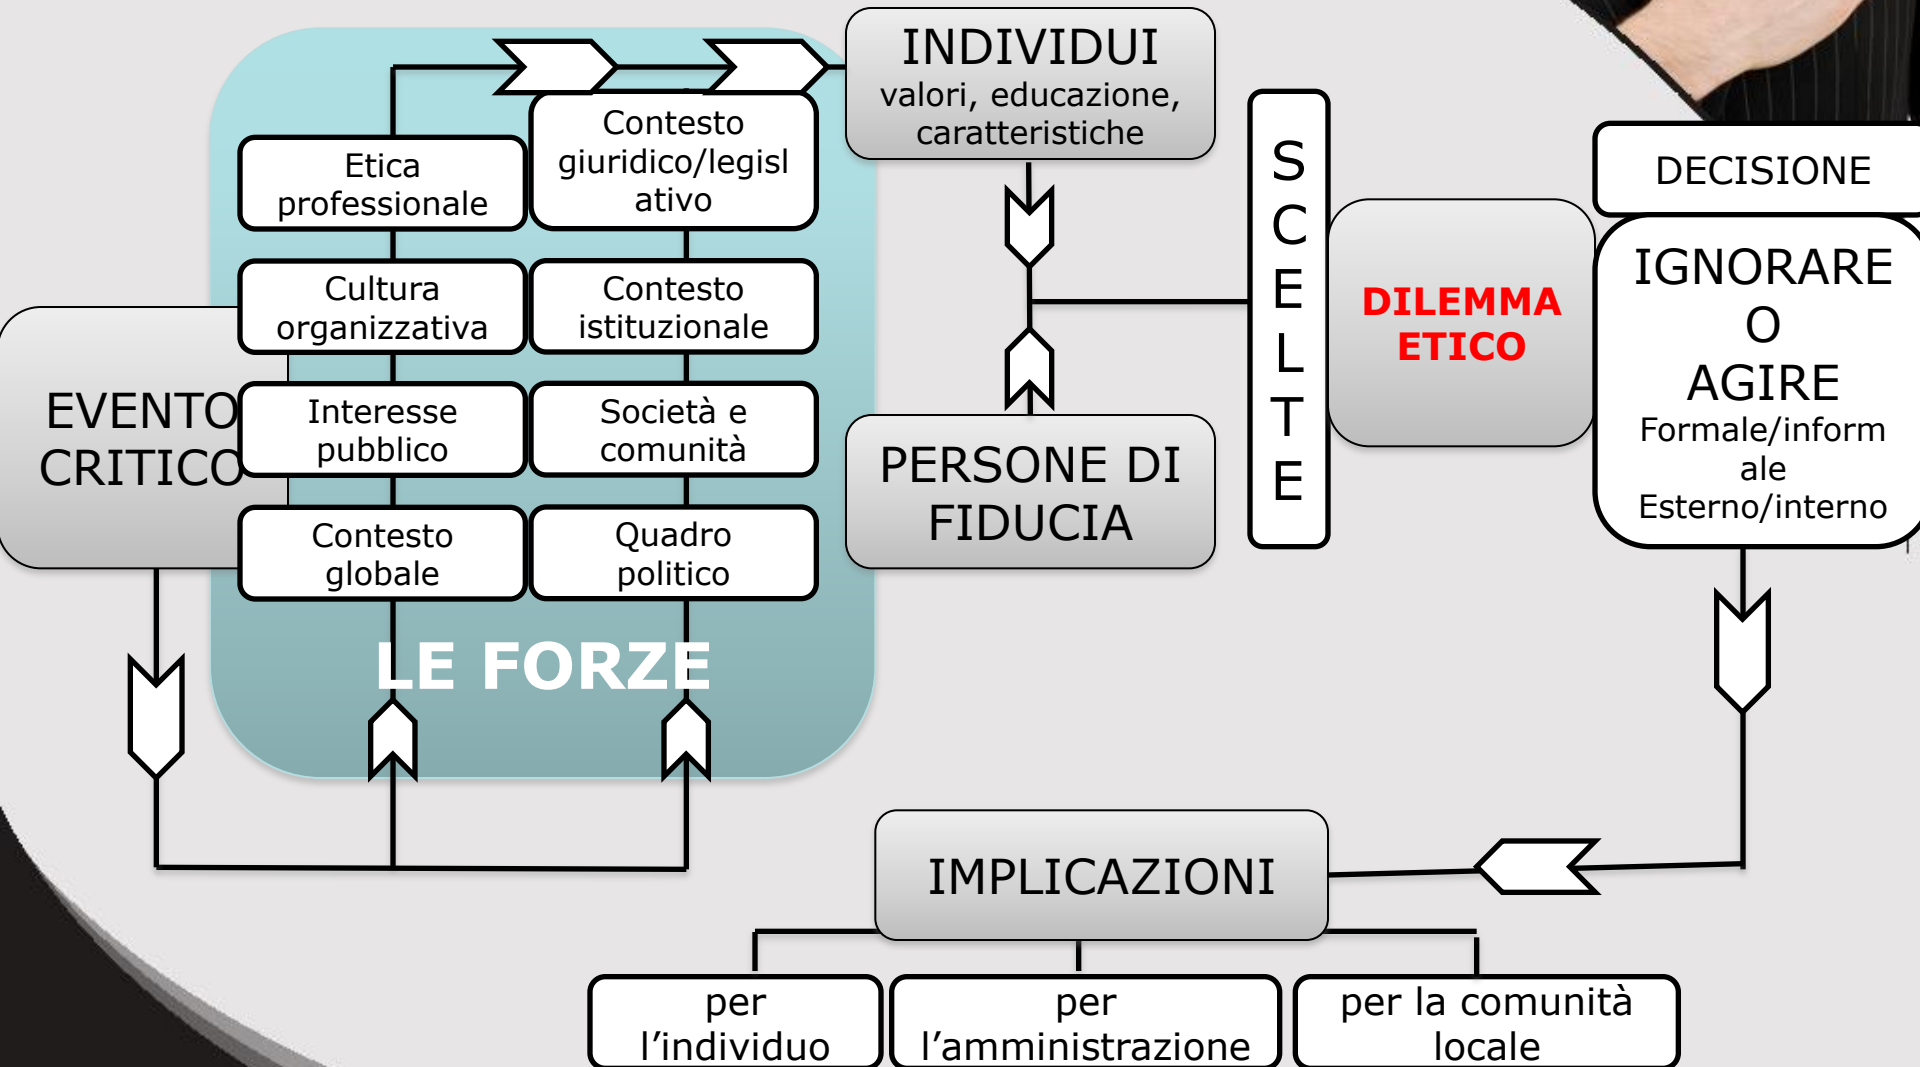 EVENTO
CRITICO
Etica
professionale
Cultura
organizzativa
Interesse
pubblico
Contesto
globale
Contesto
giuridico/legisl
ativo
Contesto
istituzionale
Società e
comunità
Quadro
politico
LE FORZE
INDIVIDUI
valori, educazione,
caratteristiche
PERSONE DI
FIDUCIA
S
C
E
L
T
E
DILEMMA
ETICO
DECISIONE
IGNORARE
O
AGIRE
Formale/inform
ale
Esterno/interno
IMPLICAZIONI
per
l’individuo
per
l’amministrazione
per la comunità
locale